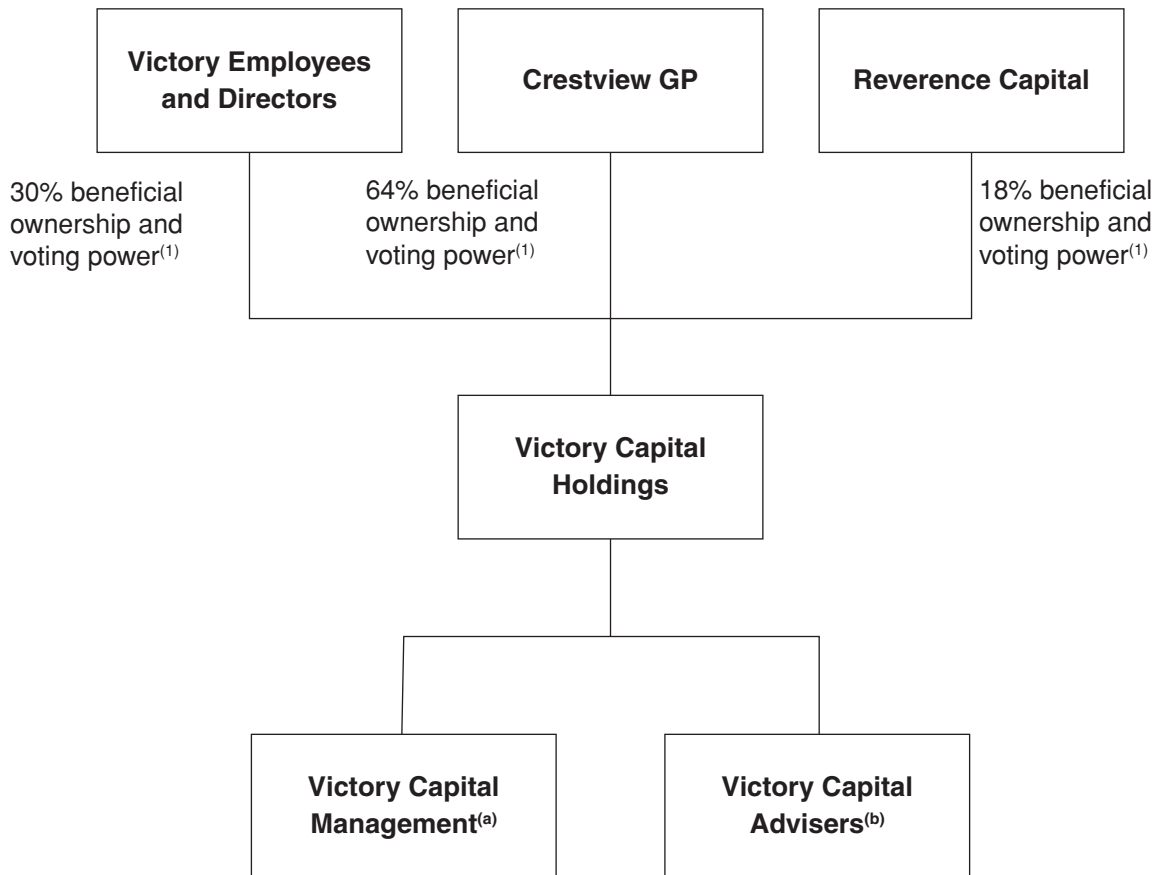 Victory Employees
and Directors
Crestview GP
Reverence Capital
30% beneficial
ownership and
voting power(1)
64% beneficial
ownership and
voting power(1)
18% beneficial
ownership and
voting power(1)
Victory Capital
Holdings
Victory Capital
Management(a)
Victory Capital
Advisers(b)